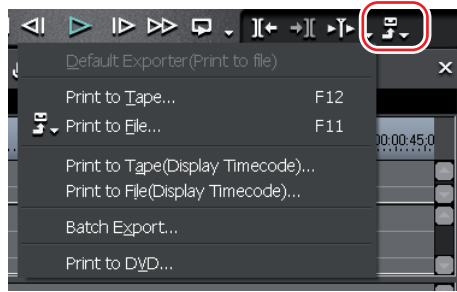 Default Exporter(Print to file)
Print to Tape... F12
Print to File... F11
00:00:45;0
Print to Tape(Display Timecode)...
Print to File(Display Timecode)...
Batch Export...
Print to DVD...